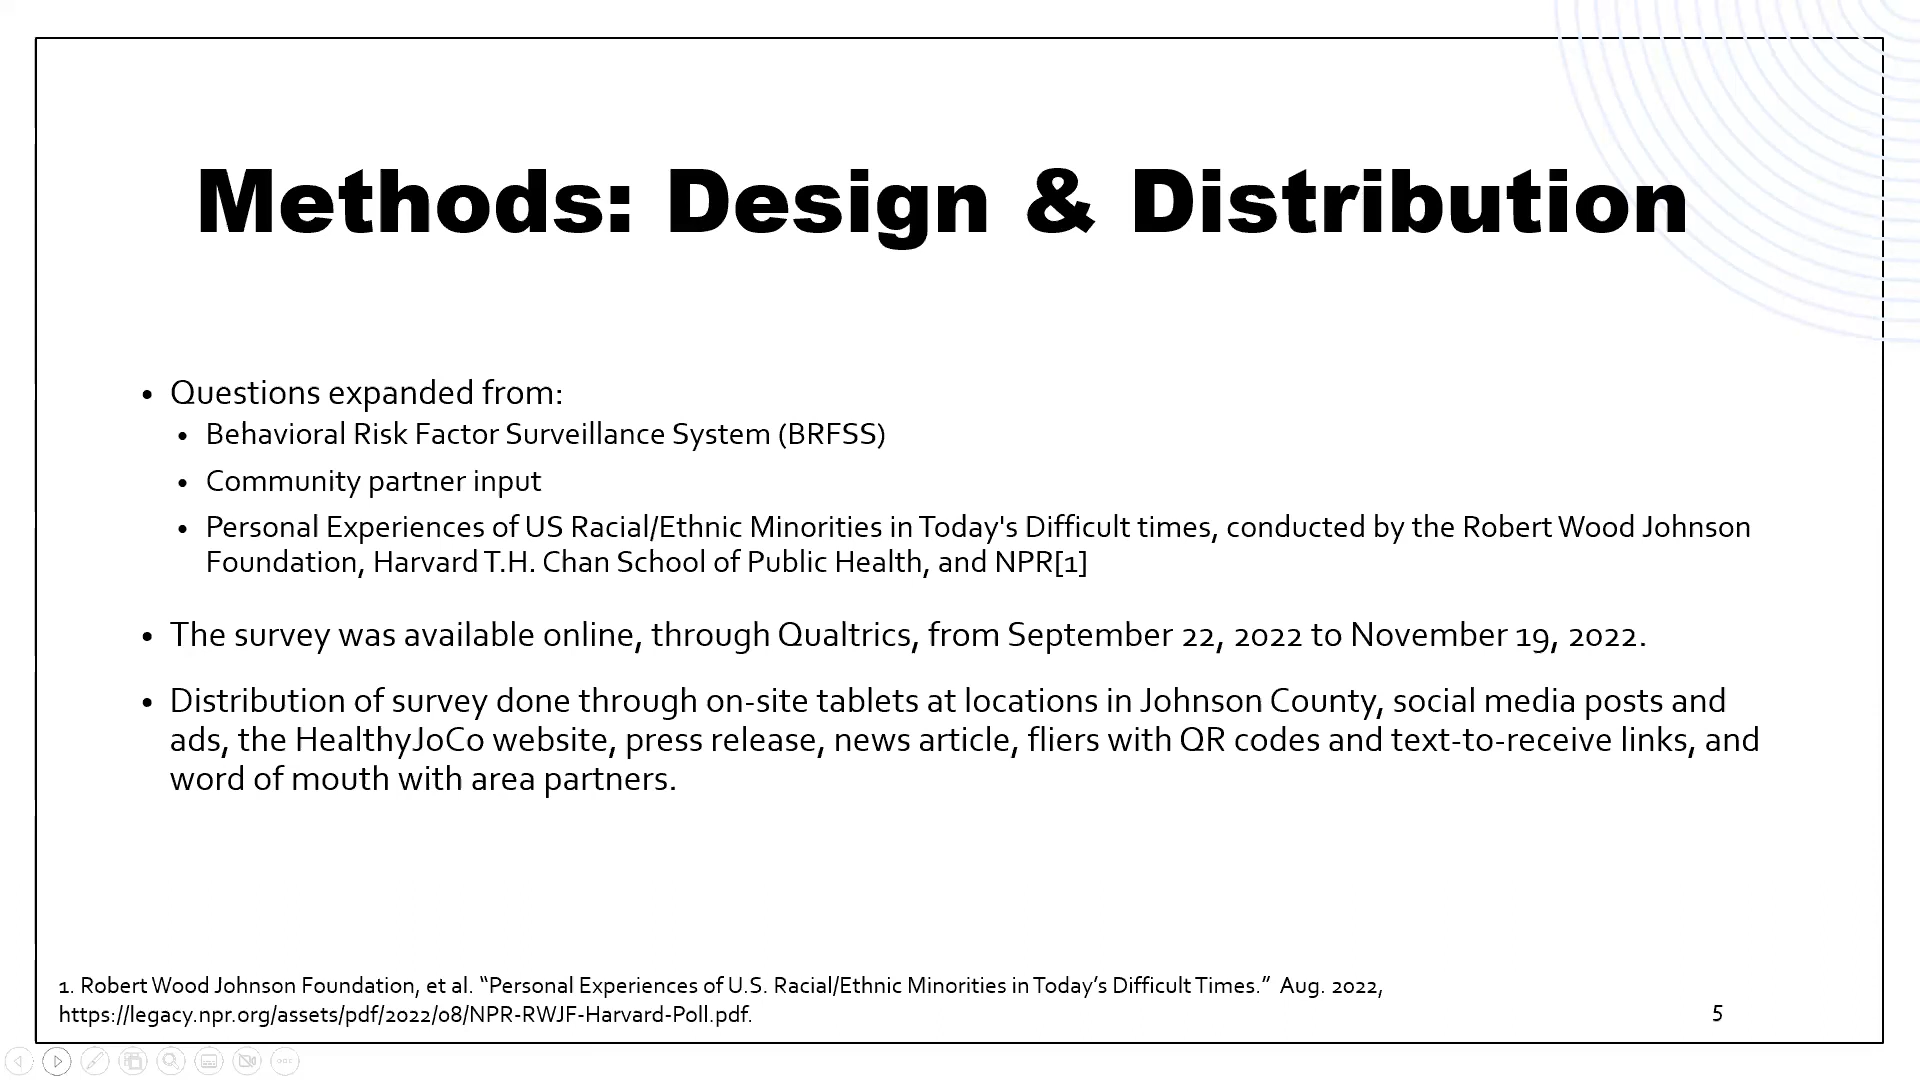 Methods: Design & Distribution
• Questions expanded from:
• Behavioral Risk Factor Surveillance System (BRFSS)
• Community partner input
• Personal Experiences of US Racial/Ethnic Minorities in Today's Difficult times, conducted by the Robert Wood Johnson
Foundation, Harvard T.H. Chan School of Public Health, and NPR[1]
• The survey was available online, through Qualtrics, from September 22, 2022 to November 19, 2022.
• Distribution of survey done through on-site tablets at locations in Johnson County, social media posts and
ads, the HealthyJoCo website, press release, news article, fliers with QR codes and text-to-receive links, and
word of mouth with area partners.
1. Robert Wood Johnson Foundation, et al. “Personal Experiences of U.S. Racial/Ethnic Minorities in Today’s Difficult Times.” Aug. 2022,
https://legacy.npr.org/assets/pdf/2022/08/NPR-RWJF-Harvard-Poll.pdf.
5